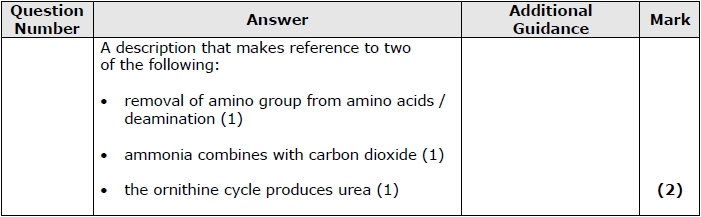 Question Number
Answer
Additional Guidance
Mark
A description that makes reference to two
of the following:
• removal of amino group from amino acids /
deamination (1)
• ammonia combines with carbon dioxide (1)
• the ornithine cycle produces urea (1)
(2)